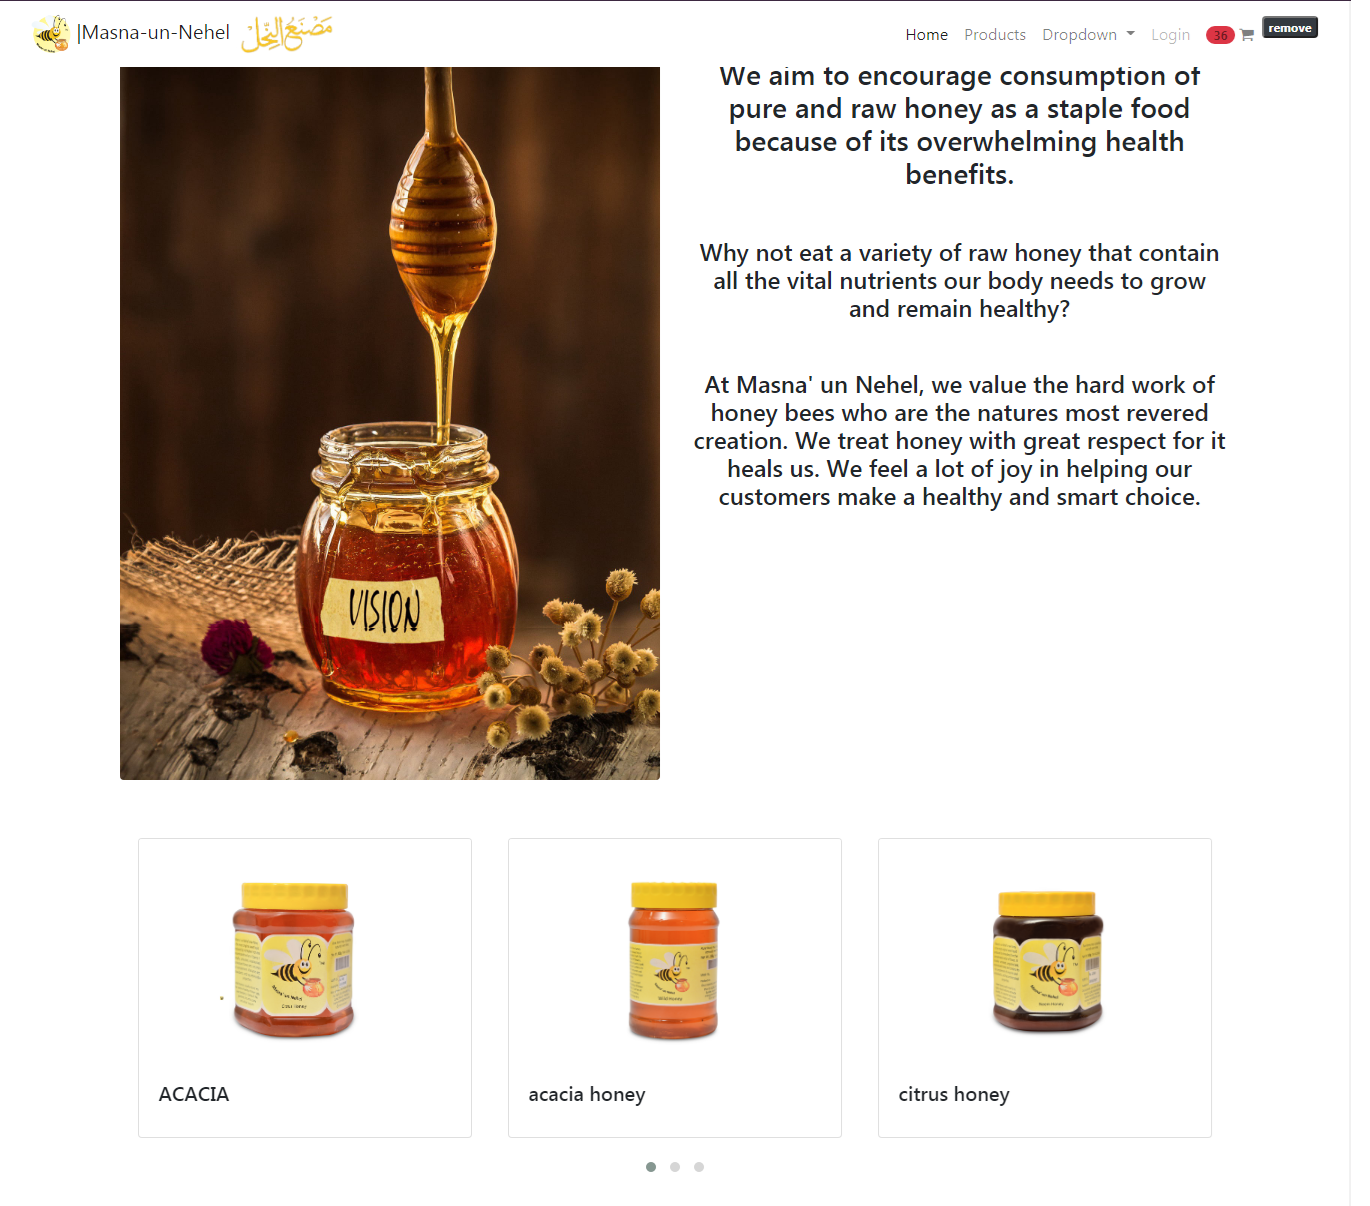 |Masna-un-Nehel
مَصْنَعُ النِّحَل
Home Products Dropdown Login 36 remove
We aim to encourage consumption of
pure and raw honey as a staple food
because of its overwhelming health
benefits.
Why not eat a variety of raw honey that contain
all the vital nutrients our body needs to grow
and remain healthy?
At Masna' un Nehel, we value the hard work of
honey bees who are the natures most revered
creation. We treat honey with great respect for it
heals us. We feel a lot of joy in helping our
customers make a healthy and smart choice.
VISION
Masna' un Nehel
ACACIA
acacia honey
citrus honey